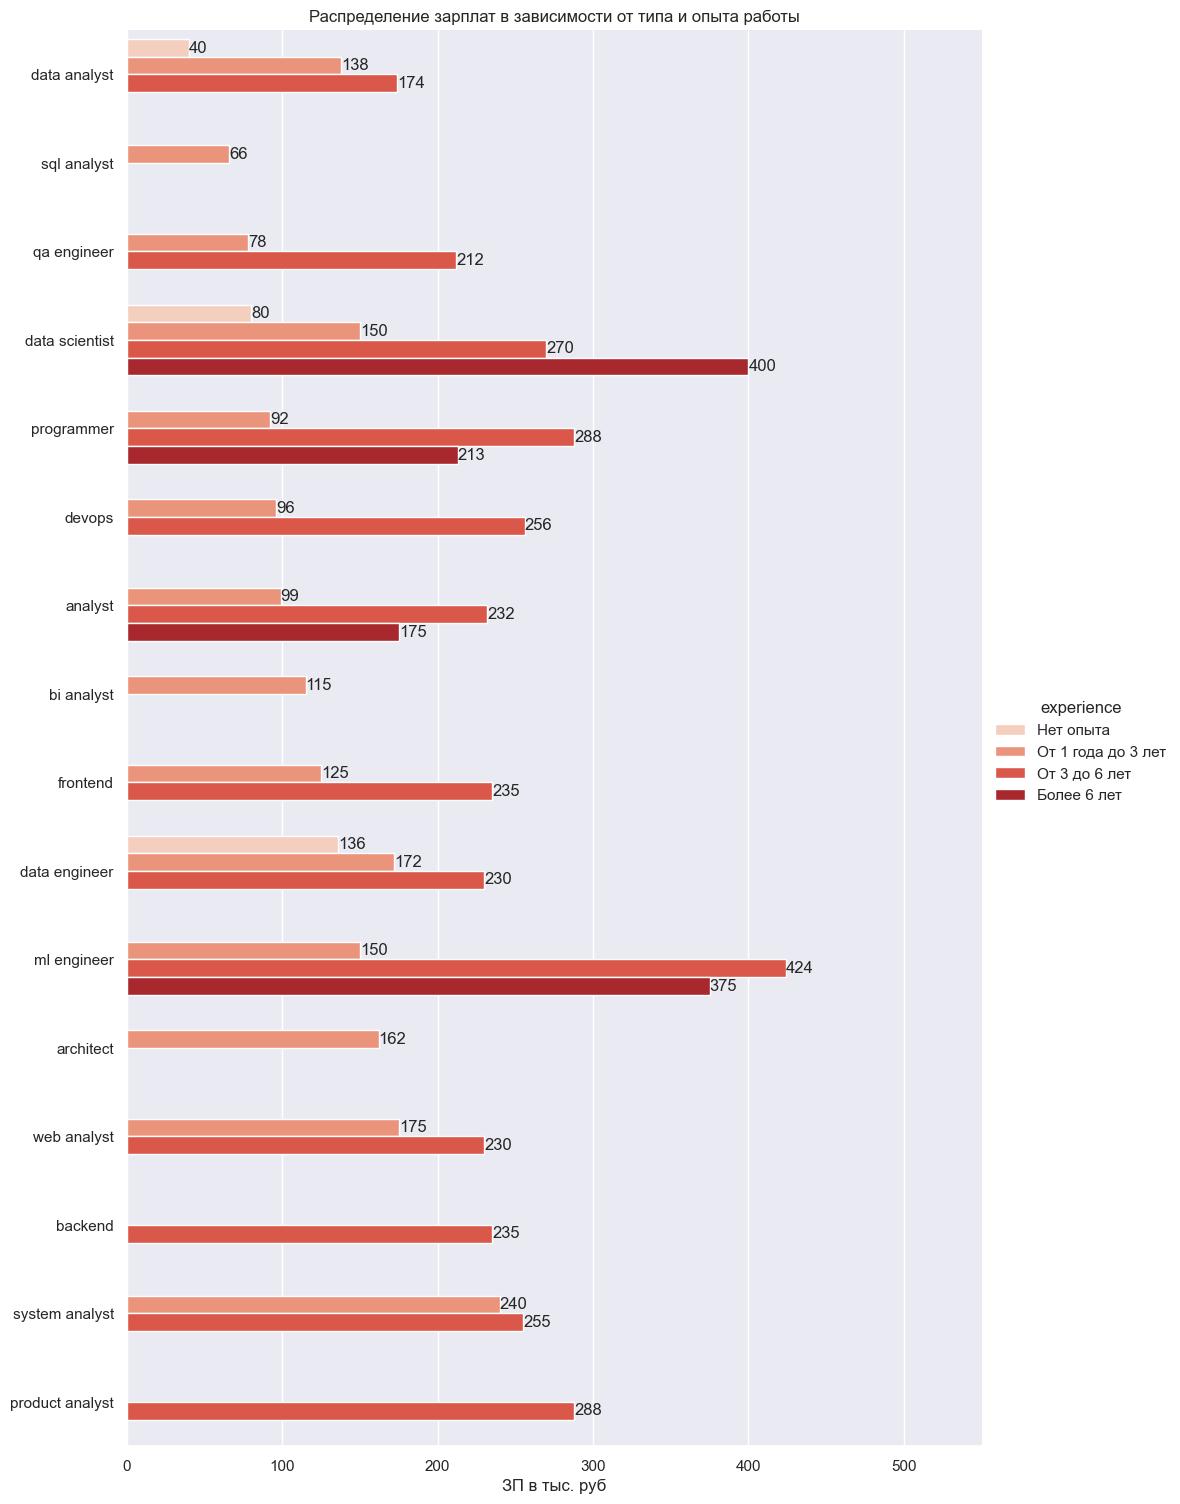 Распределение зарплат в зависимости от типа и опыта работы
40
data analyst 138
174
sql analyst 66
qa engineer 78
212
80
data scientist 150
270
400
92
programmer 288
213
devops 96
256
99
analyst 232
175
bi analyst 115
frontend 125
235
136
data engineer 172
230
150
ml engineer 424
375
architect 162
web analyst 175
230
backend 235
system analyst 240
255
product analyst 288
0 100 200 300 400 500
ЗП в тыс. руб
experience
Нет опыта
От 1 года до 3 лет
От 3 до 6 лет
Более 6 лет